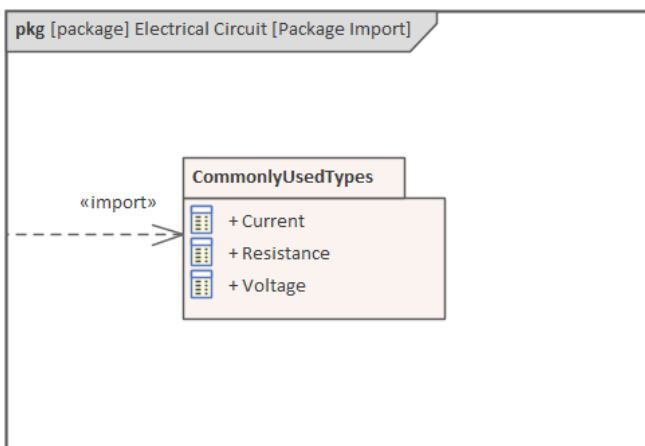 pkg [package] Electrical Circuit [Package Import]
CommonlyUsedTypes
«import»
+ Current
+ Resistance
+ Voltage